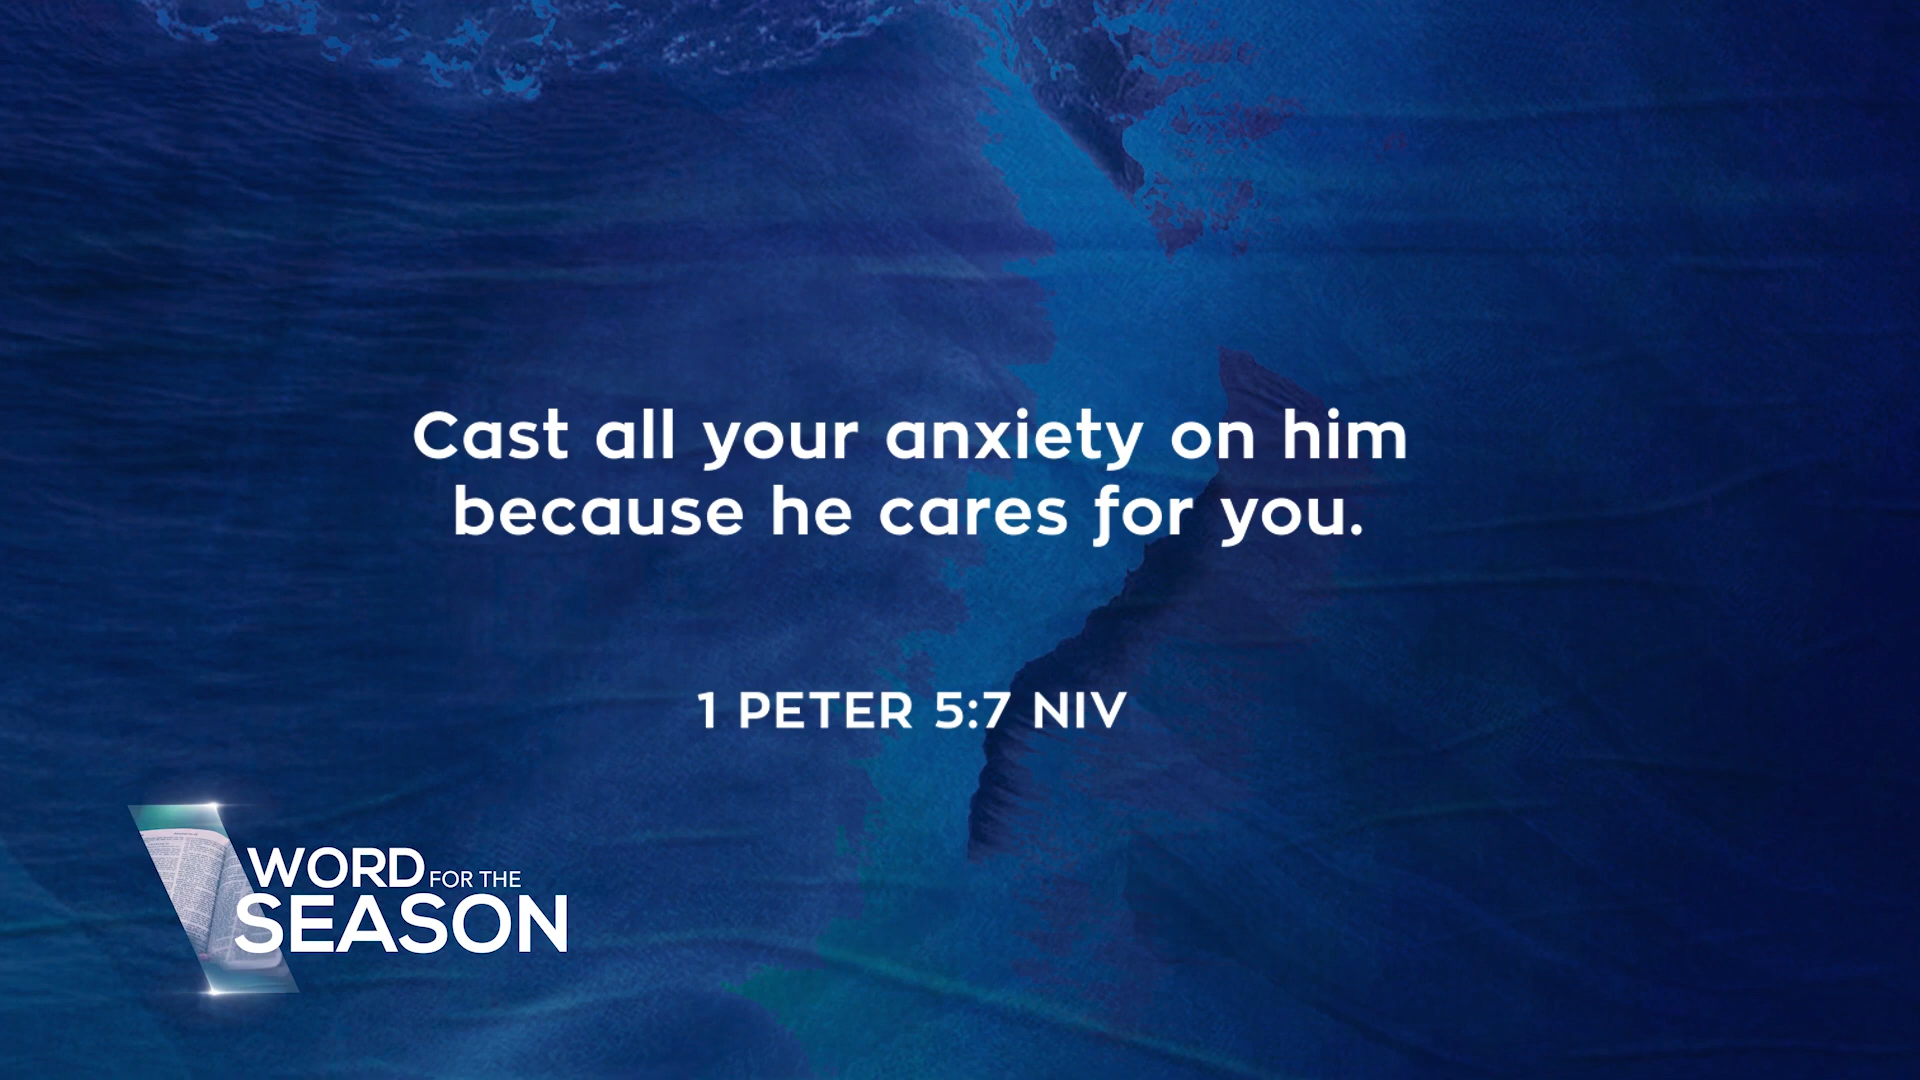 Cast all your anxiety on him
because he cares for you.
1 PETER 5:7 NIV
WORD FOR THE
SEASON